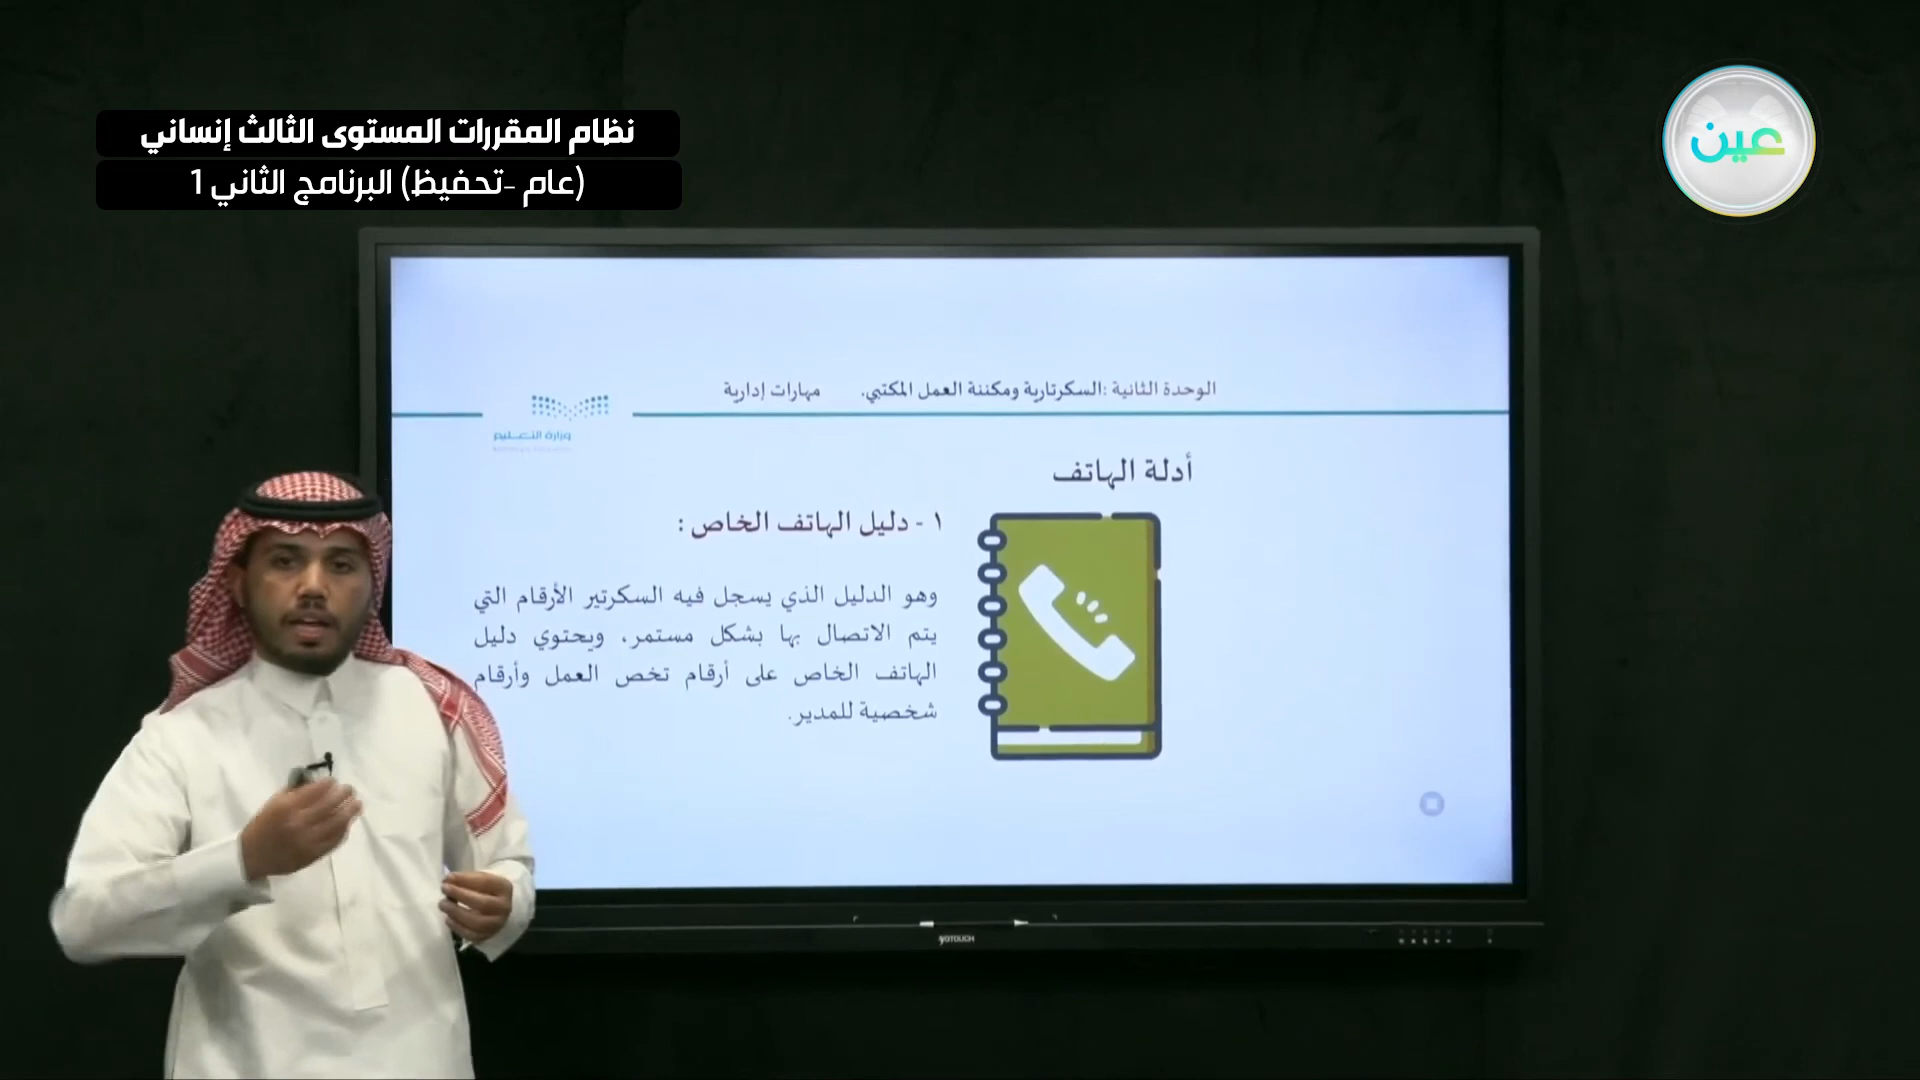 نظام المقررات المستوى الثالث إنساني
(عام -تحفيظ) البرنامج الثاني 1
عين
الوحدة الثانية :السكرتارية ومكننة العمل المكتبي. مهارات إدارية
وزارة التعليم
أدلة الهاتف
١ - دليل الهاتف الخاص :
وهو الدليل الذي يسجل فيه السكرتير الأرقام التي
يتم الاتصال بها بشكل مستمر، ويحتوي دليل
الهاتف الخاص على أرقام تخص العمل وأرقام
شخصية للمدير.